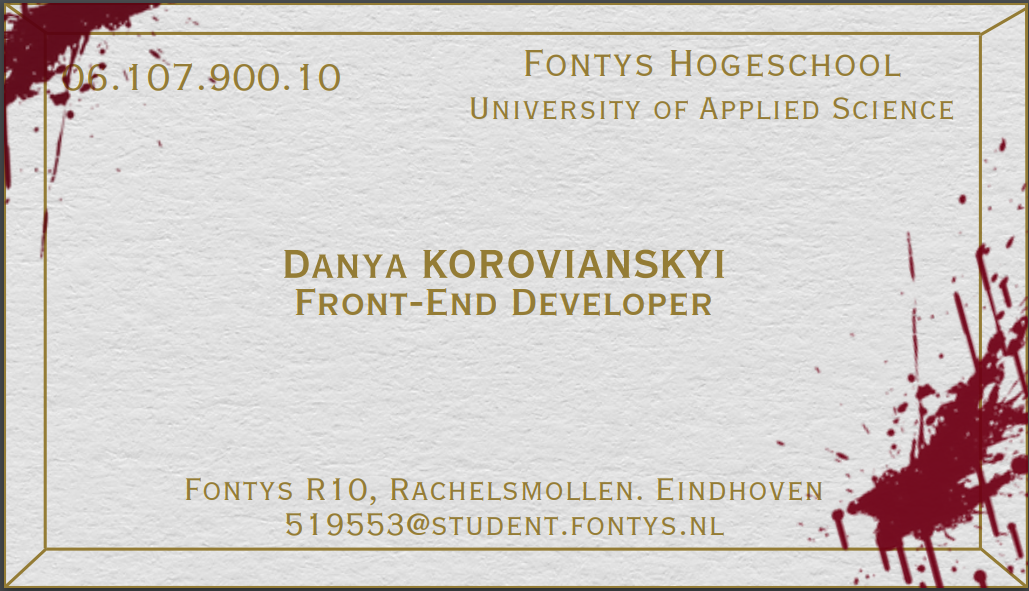 06.107.900.10
Fontys Hogeschool
University of Applied Science
Danya KOROVIANSKYI
Front-End Developer
Fontys R10, Rachelsmollen. Eindhoven
519553@student.fontys.nl